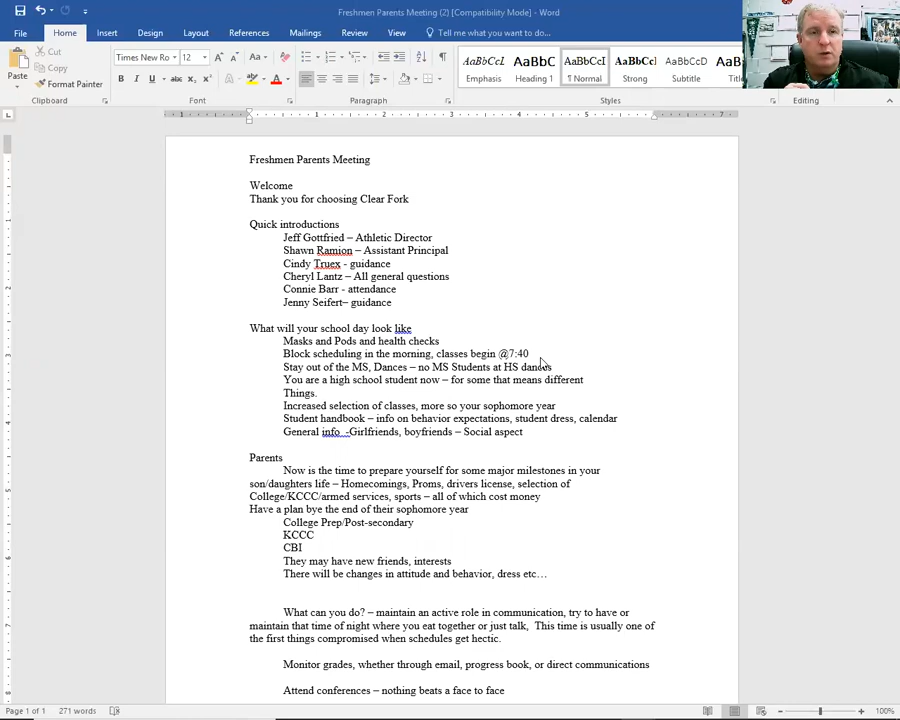 Freshmen Parents Meeting (2) [Compatibility Mode] - Word
File Home Insert Design Layout References Mailings Review View Tell me what you want to do...
Paste
Cut
Copy
Format Painter
Times New Ro 12
AaBbCcL AaBbC AaBbCcI AaBbCcl AaBbCcD AaB
Emphasis Heading 1 ¶ Normal Strong Subtitle Title
Clipboard Font Paragraph Styles Editing
1 1 2 3 4 5 7
Freshmen Parents Meeting
Welcome
Thank you for choosing Clear Fork
Quick introductions
Jeff Gottfried – Athletic Director
Shawn Ramion – Assistant Principal
Cindy Truex - guidance
Cheryl Lantz – All general questions
Connie Barr - attendance
Jenny Seifert– guidance
What will your school day look like
Masks and Pods and health checks
Block scheduling in the morning, classes begin @7:40
Stay out of the MS, Dances – no MS Students at HS dances
You are a high school student now – for some that means different
Things.
Increased selection of classes, more so your sophomore year
Student handbook – info on behavior expectations, student dress, calendar
General info -Girlfriends, boyfriends – Social aspect
Parents
Now is the time to prepare yourself for some major milestones in your
son/daughters life – Homecomings, Proms, drivers license, selection of
College/KCCC/armed services, sports – all of which cost money
Have a plan bye the end of their sophomore year
College Prep/Post-secondary
KCCC
CBI
They may have new friends, interests
There will be changes in attitude and behavior, dress etc…
What can you do? – maintain an active role in communication, try to have or
maintain that time of night where you eat together or just talk, This time is usually one of
the first things compromised when schedules get hectic.
Monitor grades, whether through email, progress book, or direct communications
Attend conferences – nothing beats a face to face
Page 1 of 1 271 words 100%